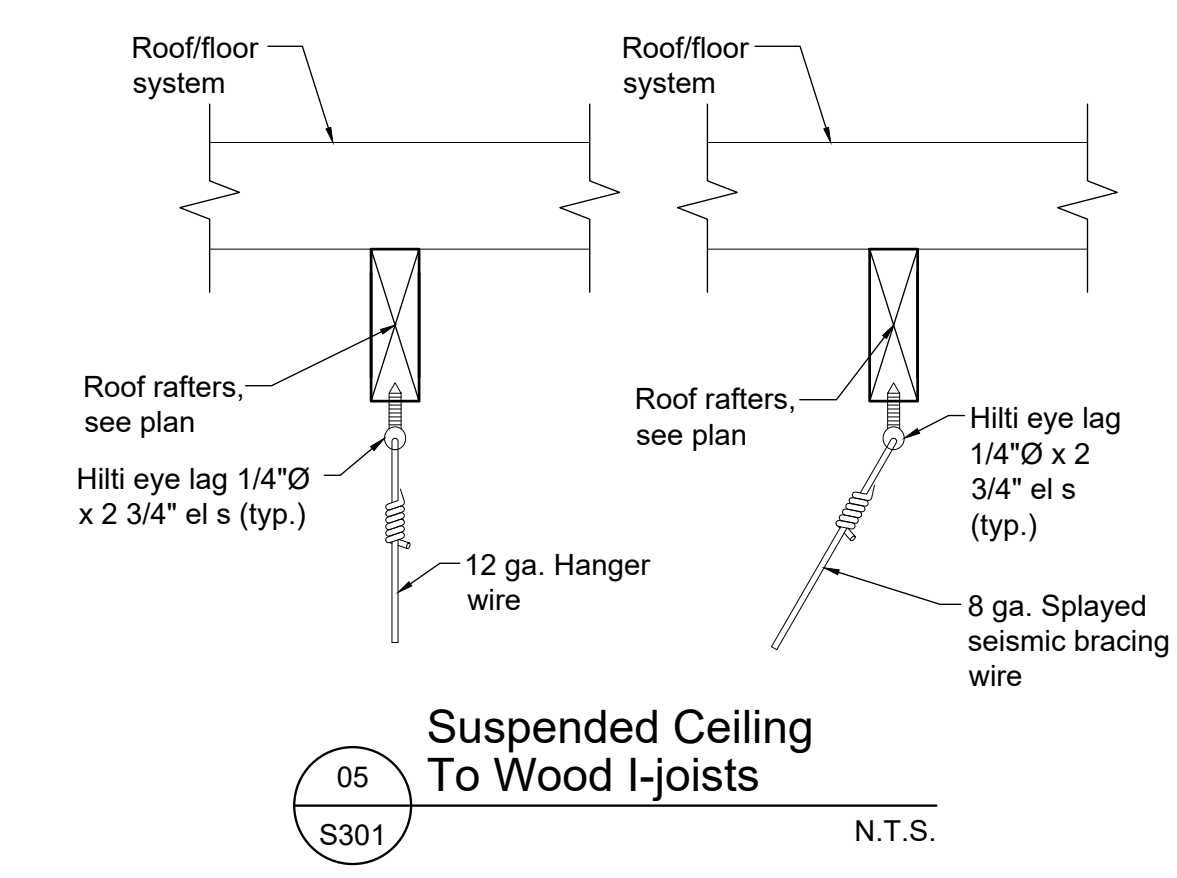 Roof/floor
system
Roof/floor
system
Roof rafters,
see plan
Roof rafters,
see plan
Hilti eye lag 1/4"Ø
x 2 3/4" el s (typ.)
Hilti eye lag
1/4"Ø x 2
3/4" el s
(typ.)
12 ga. Hanger
wire
8 ga. Splayed
seismic bracing
wire
Suspended Ceiling
To Wood I-joists
05
S301
N.T.S.